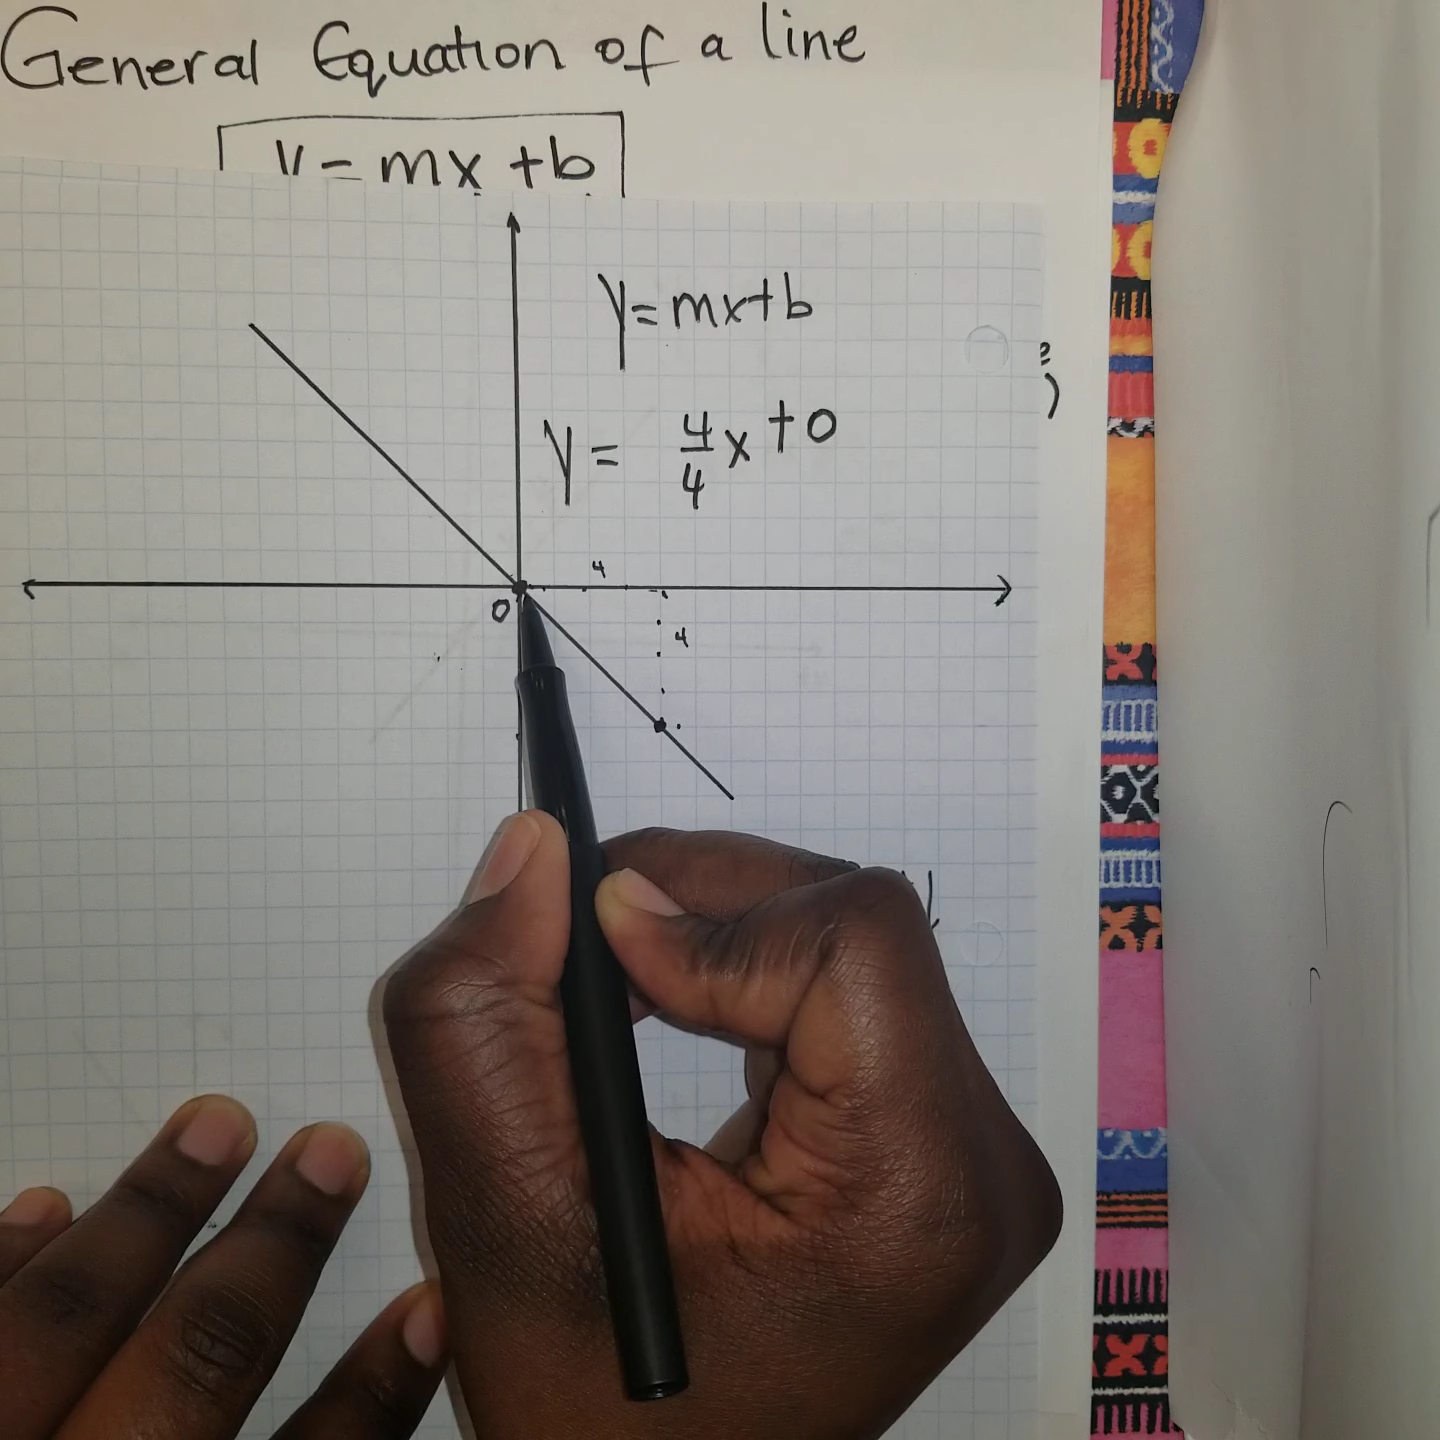 General Equation of a line
y = mx + b
y = mx + b
y = 4/4 x + 0
4
0
4